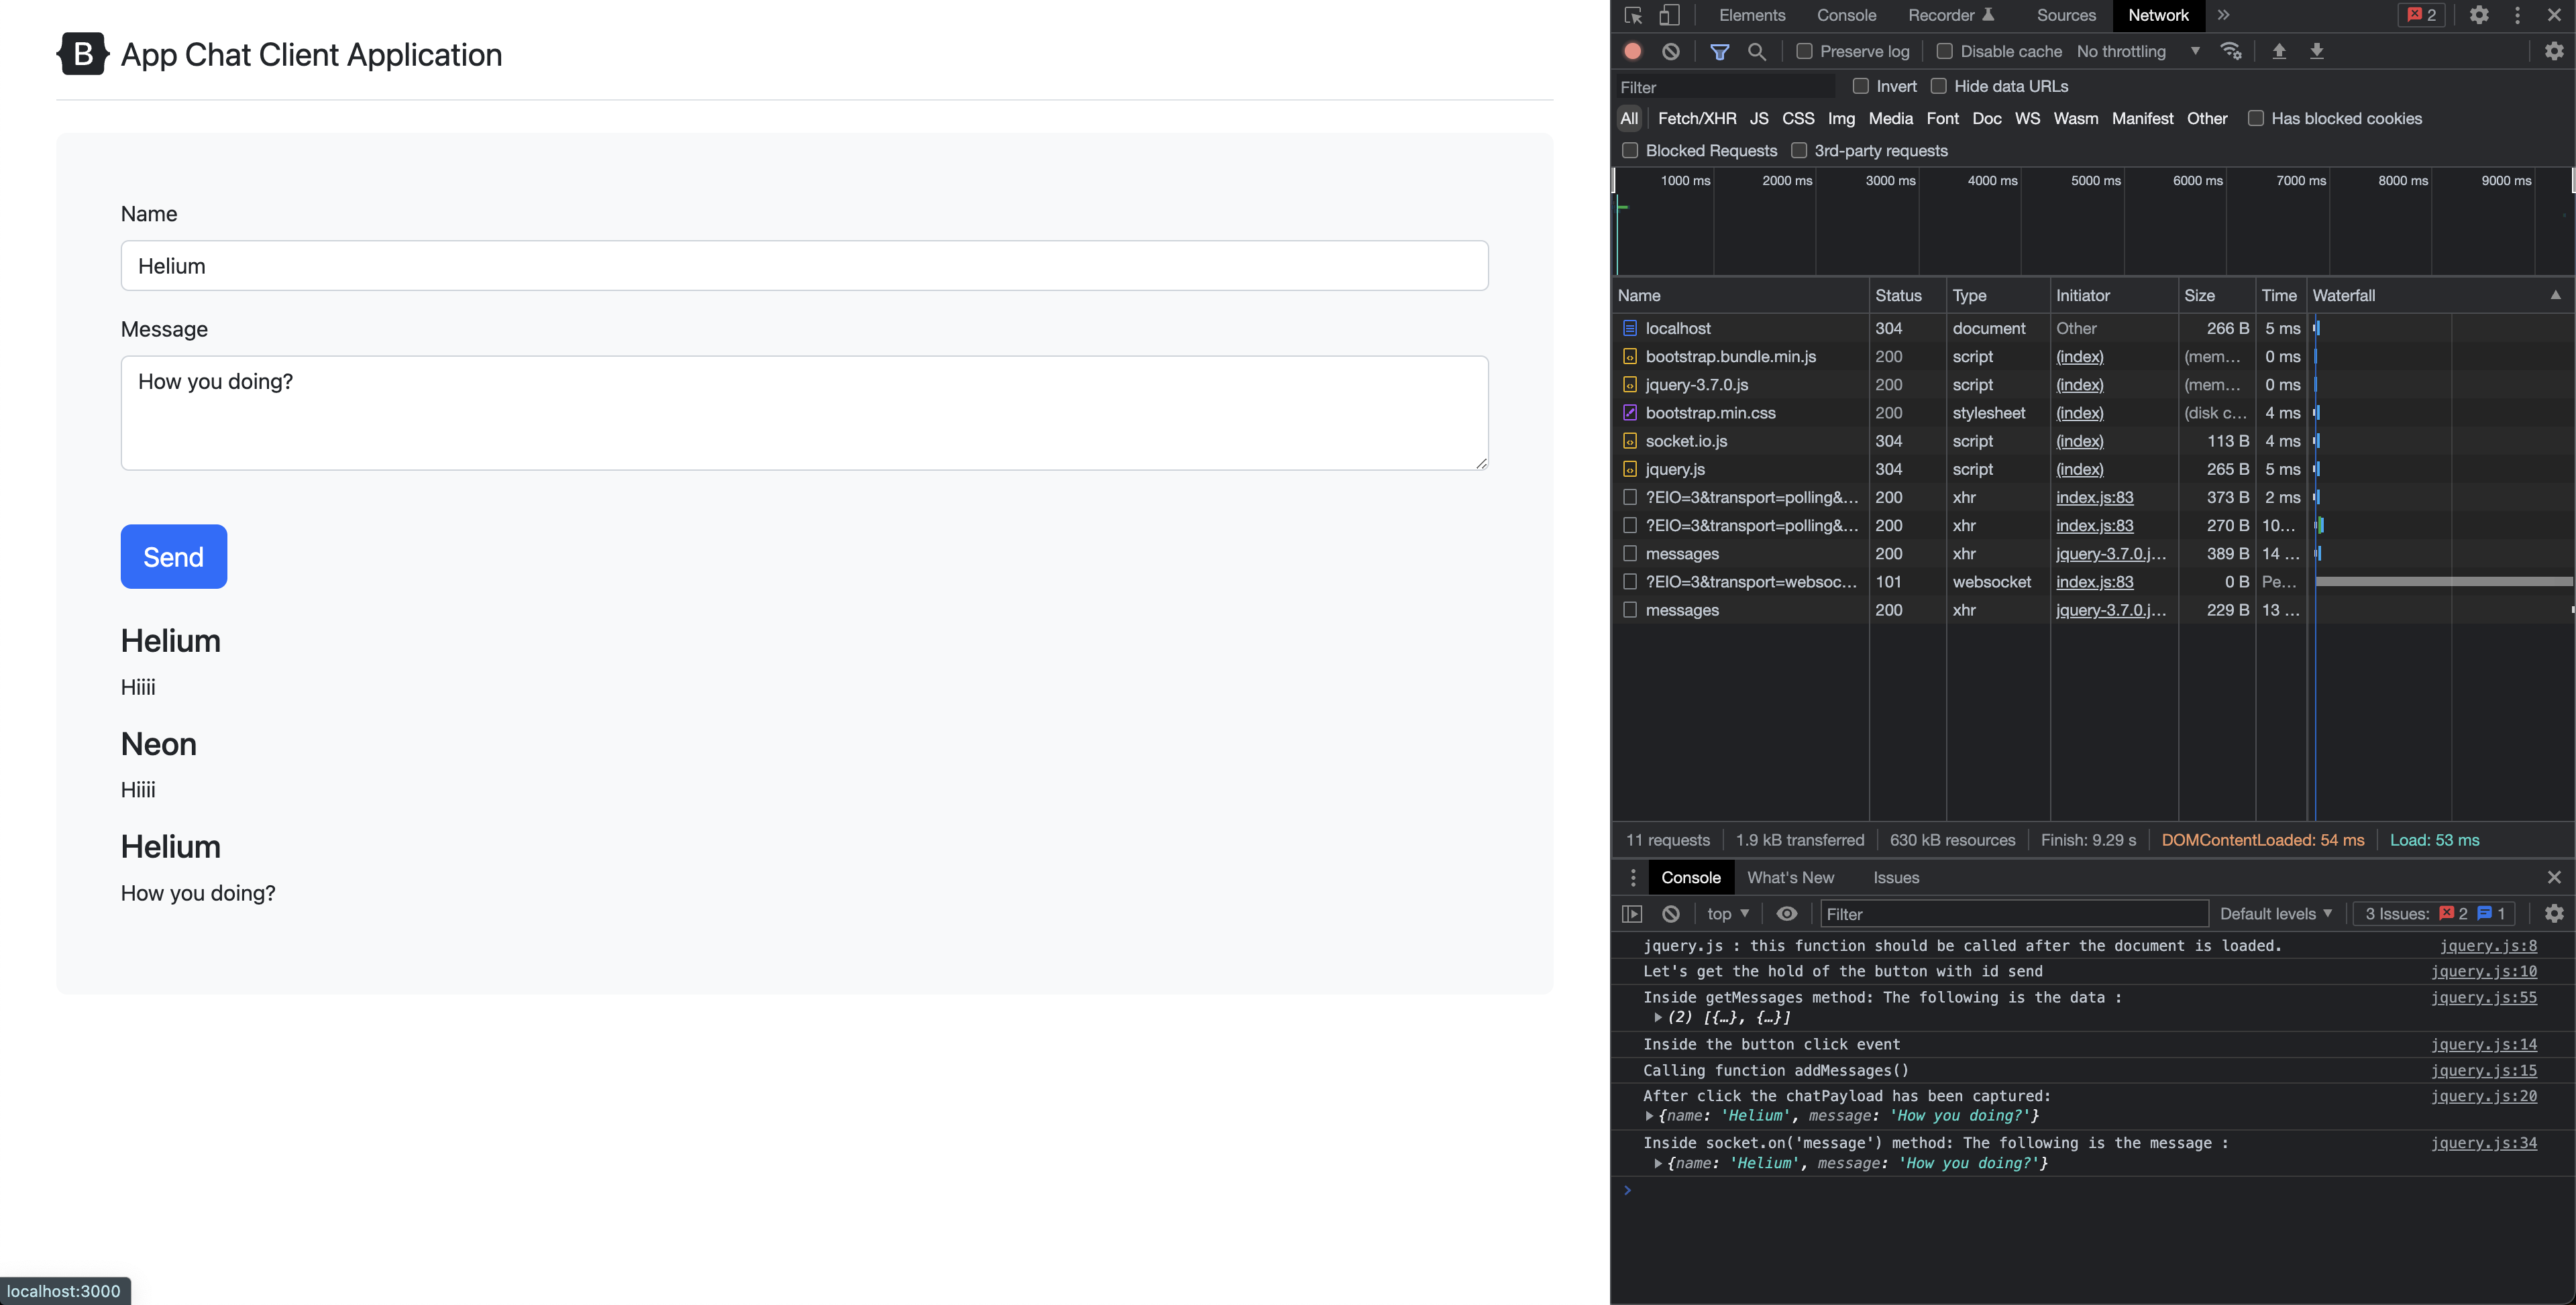 B App Chat Client Application
Name
Helium
Message
How you doing?
Send
Helium
Hiiii
Neon
Hiiii
Helium
How you doing?
localhost:3000
Elements Console Recorder Sources Network » 2
Preserve log Disable cache No throttling
Filter Invert Hide data URLs
All Fetch/XHR JS CSS Img Media Font Doc WS Wasm Manifest Other Has blocked cookies
Blocked Requests 3rd-party requests
1000 ms 2000 ms 3000 ms 4000 ms 5000 ms 6000 ms 7000 ms 8000 ms 9000 ms
Name Status Type Initiator Size Time Waterfall
localhost 304 document Other 266 B 5 ms
bootstrap.bundle.min.js 200 script (index) (mem... 0 ms
jquery-3.7.0.js 200 script (index) (mem... 0 ms
bootstrap.min.css 200 stylesheet (index) (disk c... 4 ms
socket.io.js 304 script (index) 113 B 4 ms
jquery.js 304 script (index) 265 B 5 ms
?EIO=3&transport=polling&... 200 xhr index.js:83 373 B 2 ms
?EIO=3&transport=polling&... 200 xhr index.js:83 270 B 10...
messages 200 xhr jquery-3.7.0.j... 389 B 14 ...
?EIO=3&transport=websoc... 101 websocket index.js:83 0 B Pe...
messages 200 xhr jquery-3.7.0.j... 229 B 13 ...
11 requests 1.9 kB transferred 630 kB resources Finish: 9.29 s DOMContentLoaded: 54 ms Load: 53 ms
Console What's New Issues
top Filter Default levels 3 Issues: 2 1
jquery.js : this function should be called after the document is loaded. jquery.js:8
Let's get the hold of the button with id send jquery.js:10
Inside getMessages method: The following is the data : jquery.js:55
(2) [{…}, {…}]
Inside the button click event jquery.js:14
Calling function addMessages() jquery.js:15
After click the chatPayload has been captured: jquery.js:20
{name: 'Helium', message: 'How you doing?'}
Inside socket.on('message') method: The following is the message : jquery.js:34
{name: 'Helium', message: 'How you doing?'}